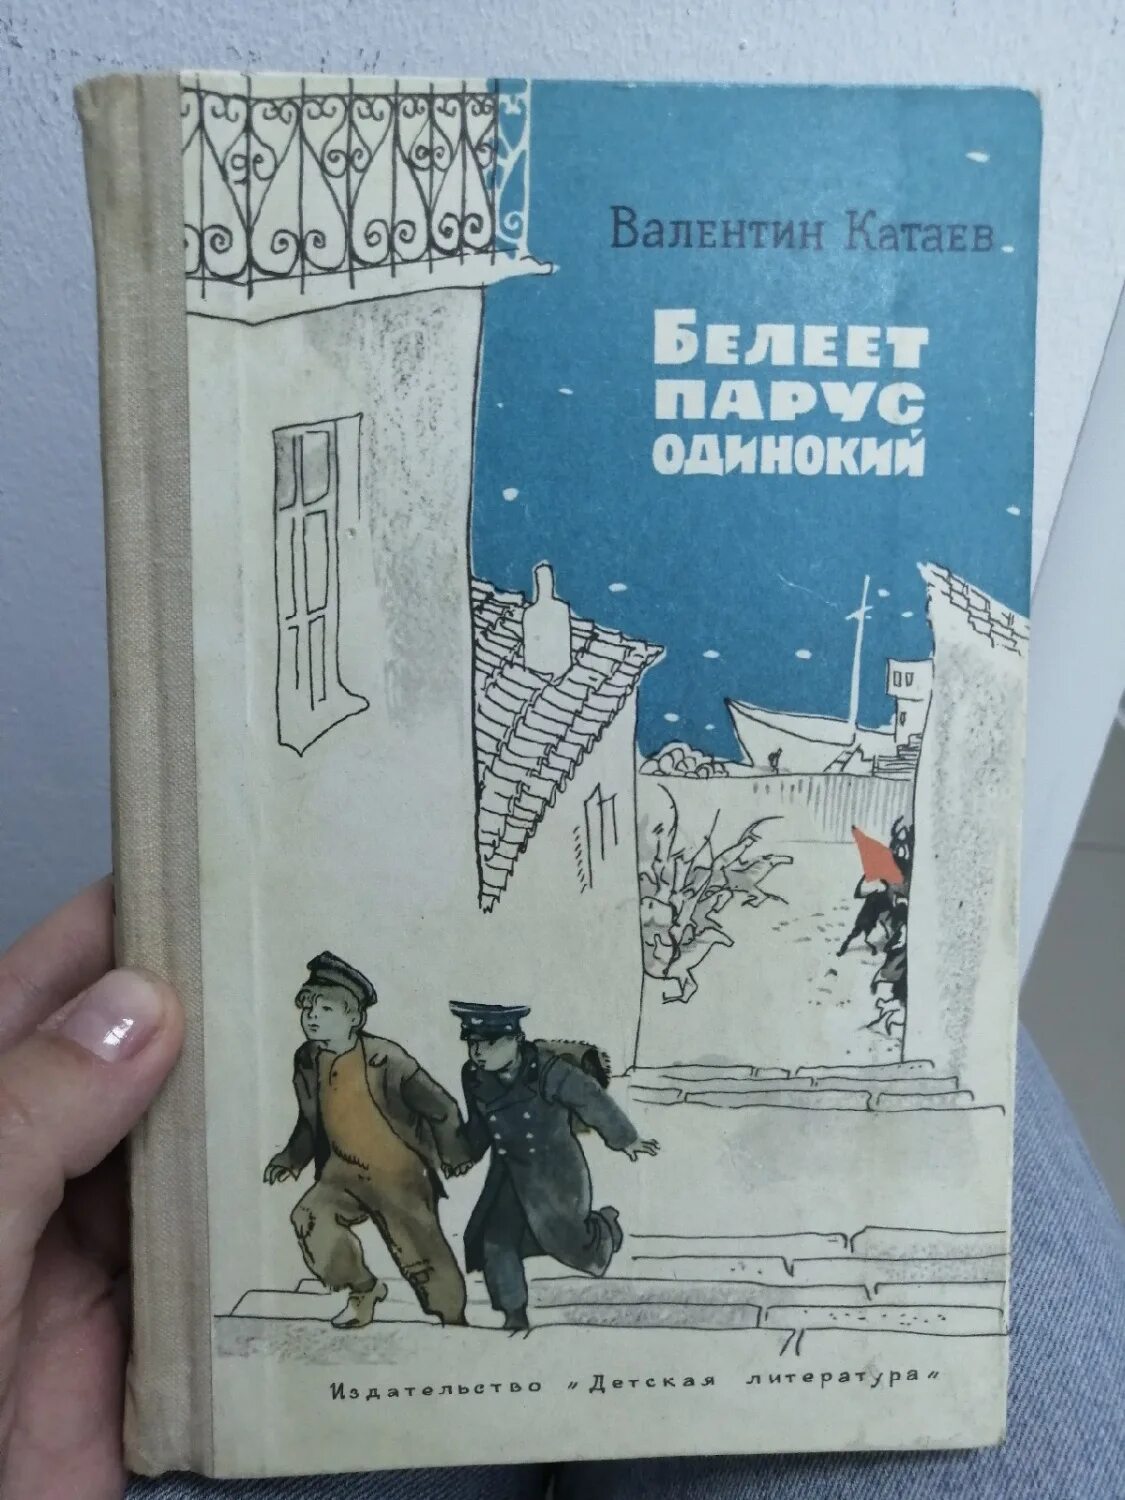 Валентин Катаев
Белеет
парус
одинокий
Издательство „Детская литература“